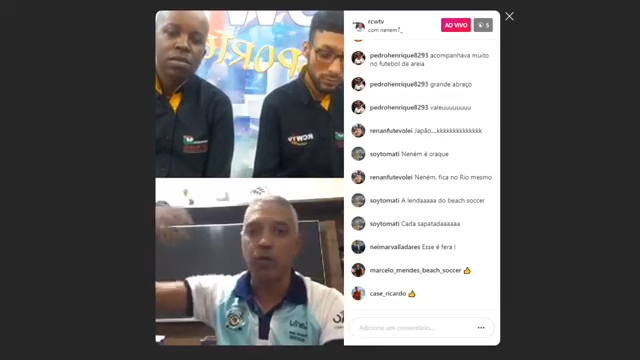 rcwtv
com nenem?_
AO VIVO
5
pedrohenrique8293 acompanhava muito
no futebol de areia
pedrohenrique8293 grande abraço
pedrohenrique8293 valeuuuuuuuu
renanfutevolei Japão....kkkkkkkkkkkkkk
soytomati Neném é craque
renanfutevolei Neném, fica no Rio mesmo
soytomati A lendaaaaa do beach soccer
soytomati Cada sapatadaaaaaa
neimarvalladares Esse é fera !
marcelo_mendes_beach_soccer 👍
case_ricardo 👍
Adicione um comentário...